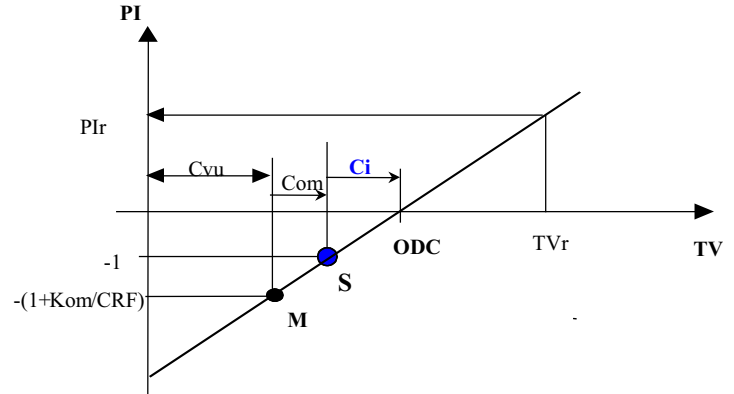 PI
PIr
Cvu
Com
Ci
ODC
TVr
TV
-1
S
-(1+Kom/CRF)
M
-